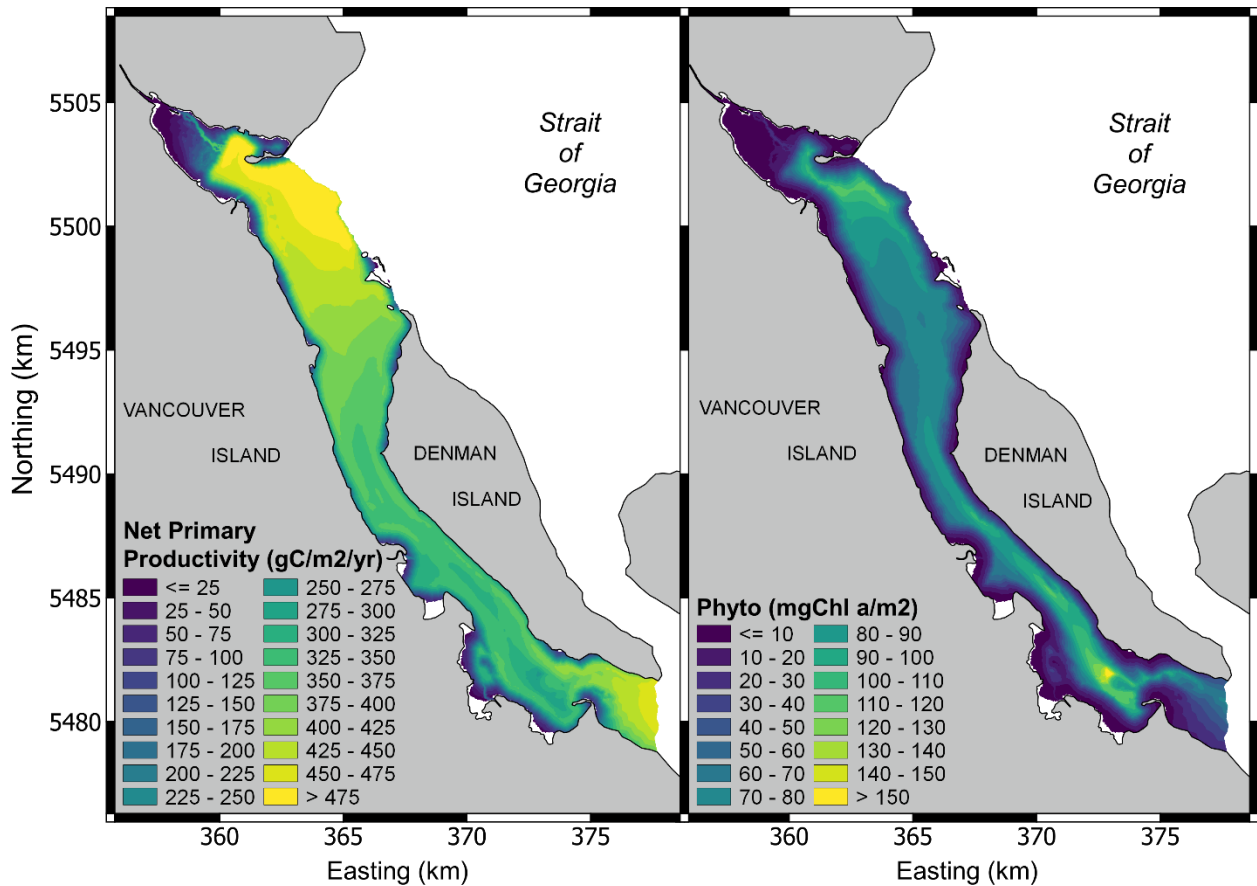 5505
5500
5495
5490
5485
5480
Northing (km)
Strait
of
Georgia
VANCOUVER
ISLAND
DENMAN
ISLAND
Net Primary
Productivity (gC/m2/yr)
<= 25
25 - 50
50 - 75
75 - 100
100 - 125
125 - 150
150 - 175
175 - 200
200 - 225
225 - 250
250 - 275
275 - 300
300 - 325
325 - 350
350 - 375
375 - 400
400 - 425
425 - 450
450 - 475
> 475
360
365
370
375
Easting (km)
Strait
of
Georgia
VANCOUVER
ISLAND
DENMAN
ISLAND
Phyto (mgChl a/m2)
<= 10
10 - 20
20 - 30
30 - 40
40 - 50
50 - 60
60 - 70
70 - 80
80 - 90
90 - 100
100 - 110
110 - 120
120 - 130
130 - 140
140 - 150
> 150
360
365
370
375
Easting (km)